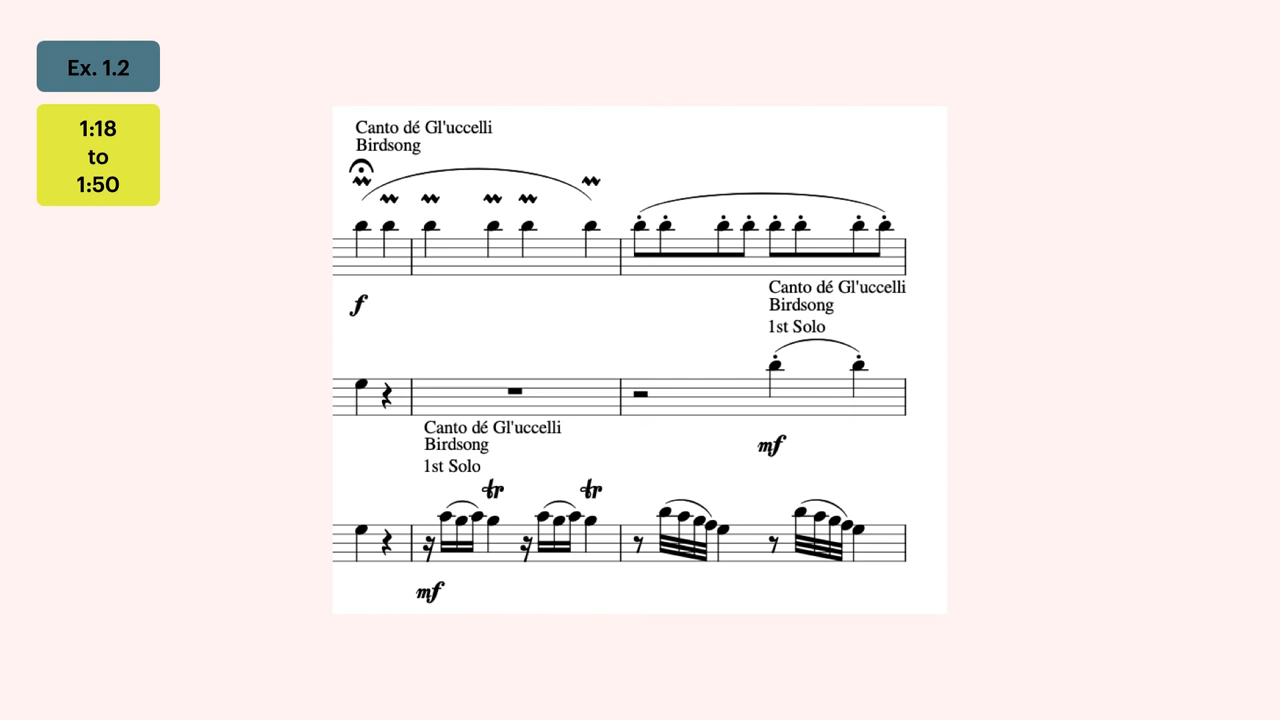 Ex. 1.2
1:18
to
1:50
Canto dé Gl'uccelli
Birdsong
f
Canto dé Gl'uccelli
Birdsong
1st Solo
mf
Canto dé Gl'uccelli
Birdsong
1st Solo
tr tr
mf